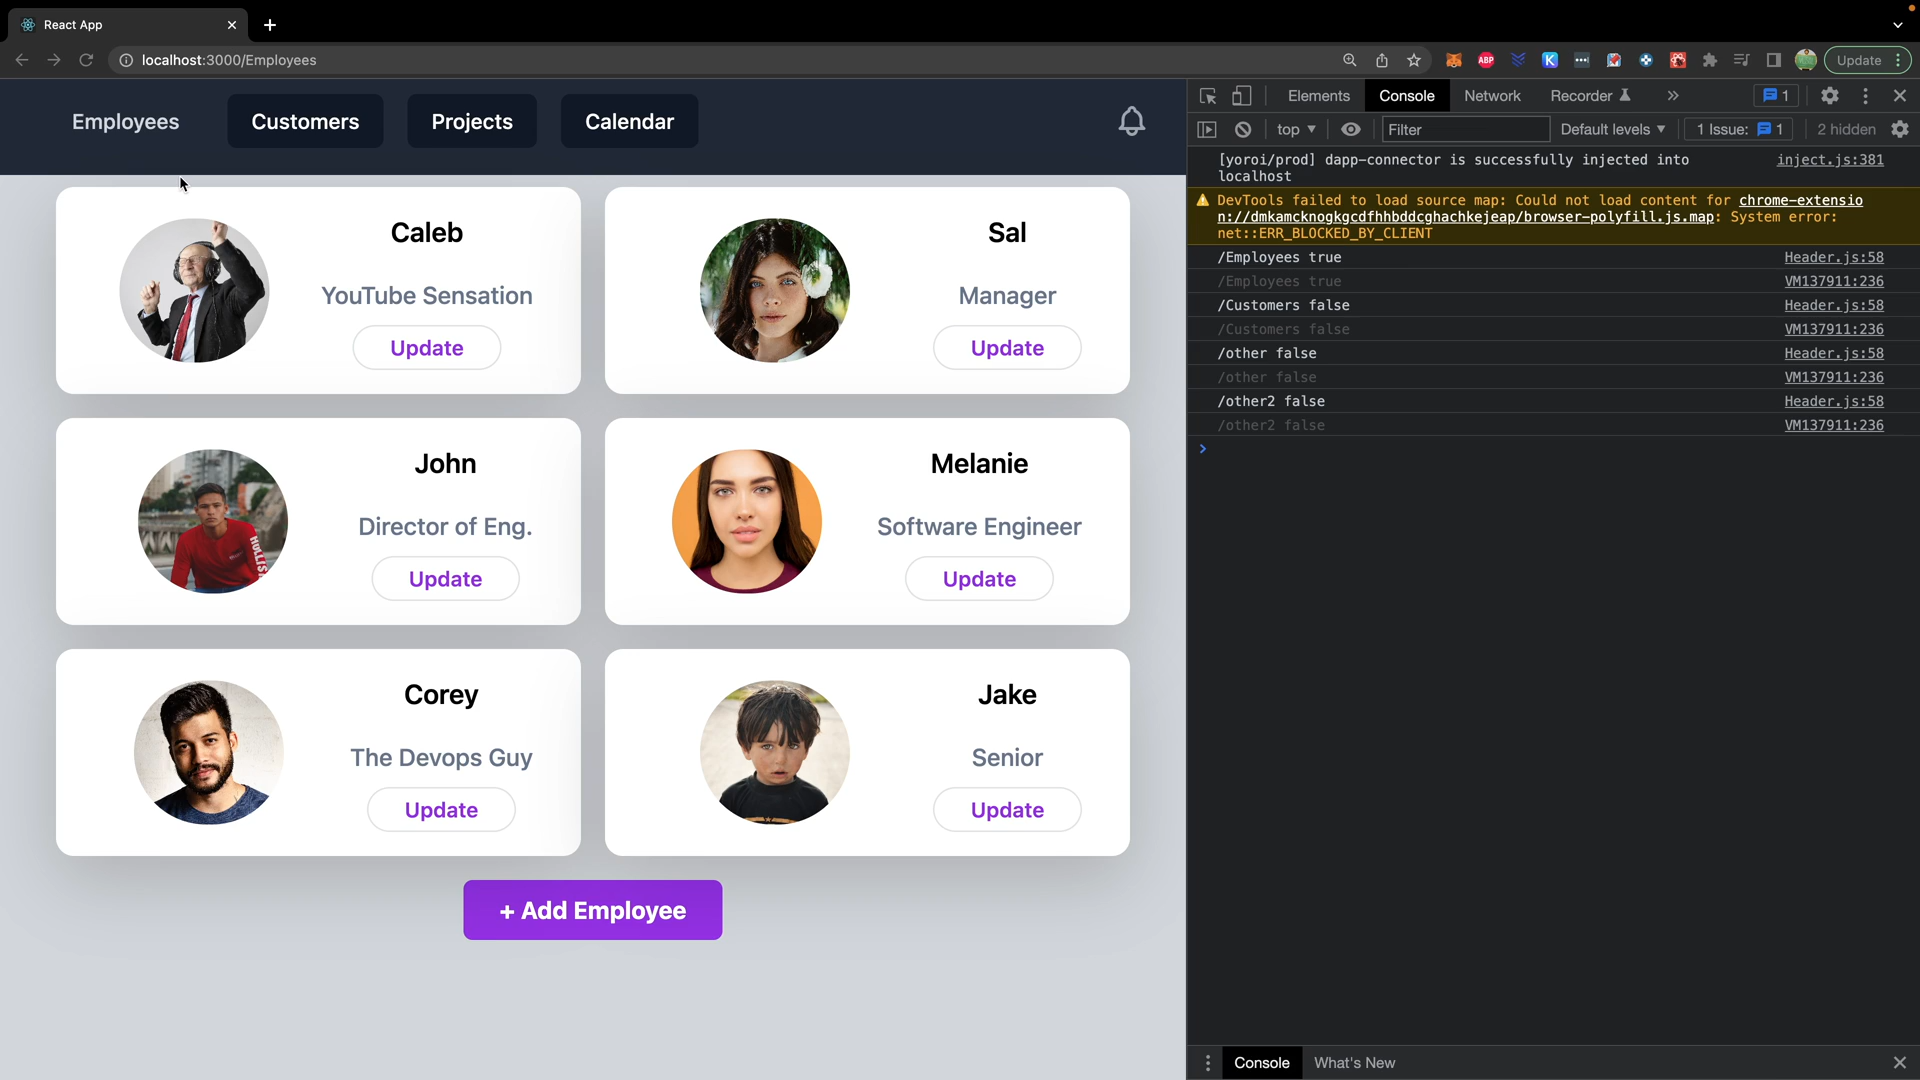 React App
localhost:3000/Employees
ABP
K
Update
Employees
Customers
Projects
Calendar
Caleb
YouTube Sensation
Update
Sal
Manager
Update
John
Director of Eng.
Update
Melanie
Software Engineer
Update
Corey
The Devops Guy
Update
Jake
Senior
Update
+ Add Employee
Elements
Console
Network
Recorder
1
top
Filter
Default levels
1 Issue: 1
2 hidden
[yoroi/prod] dapp-connector is successfully injected into inject.js:381
localhost
DevTools failed to load source map: Could not load content for chrome-extensio
n://dmkamcknogkgcdfhhbddcghachkejeap/browser-polyfill.js.map: System error:
net::ERR_BLOCKED_BY_CLIENT
/Employees true Header.js:58
/Employees true VM137911:236
/Customers false Header.js:58
/Customers false VM137911:236
/other false Header.js:58
/other false VM137911:236
/other2 false Header.js:58
/other2 false VM137911:236
Console
What's New